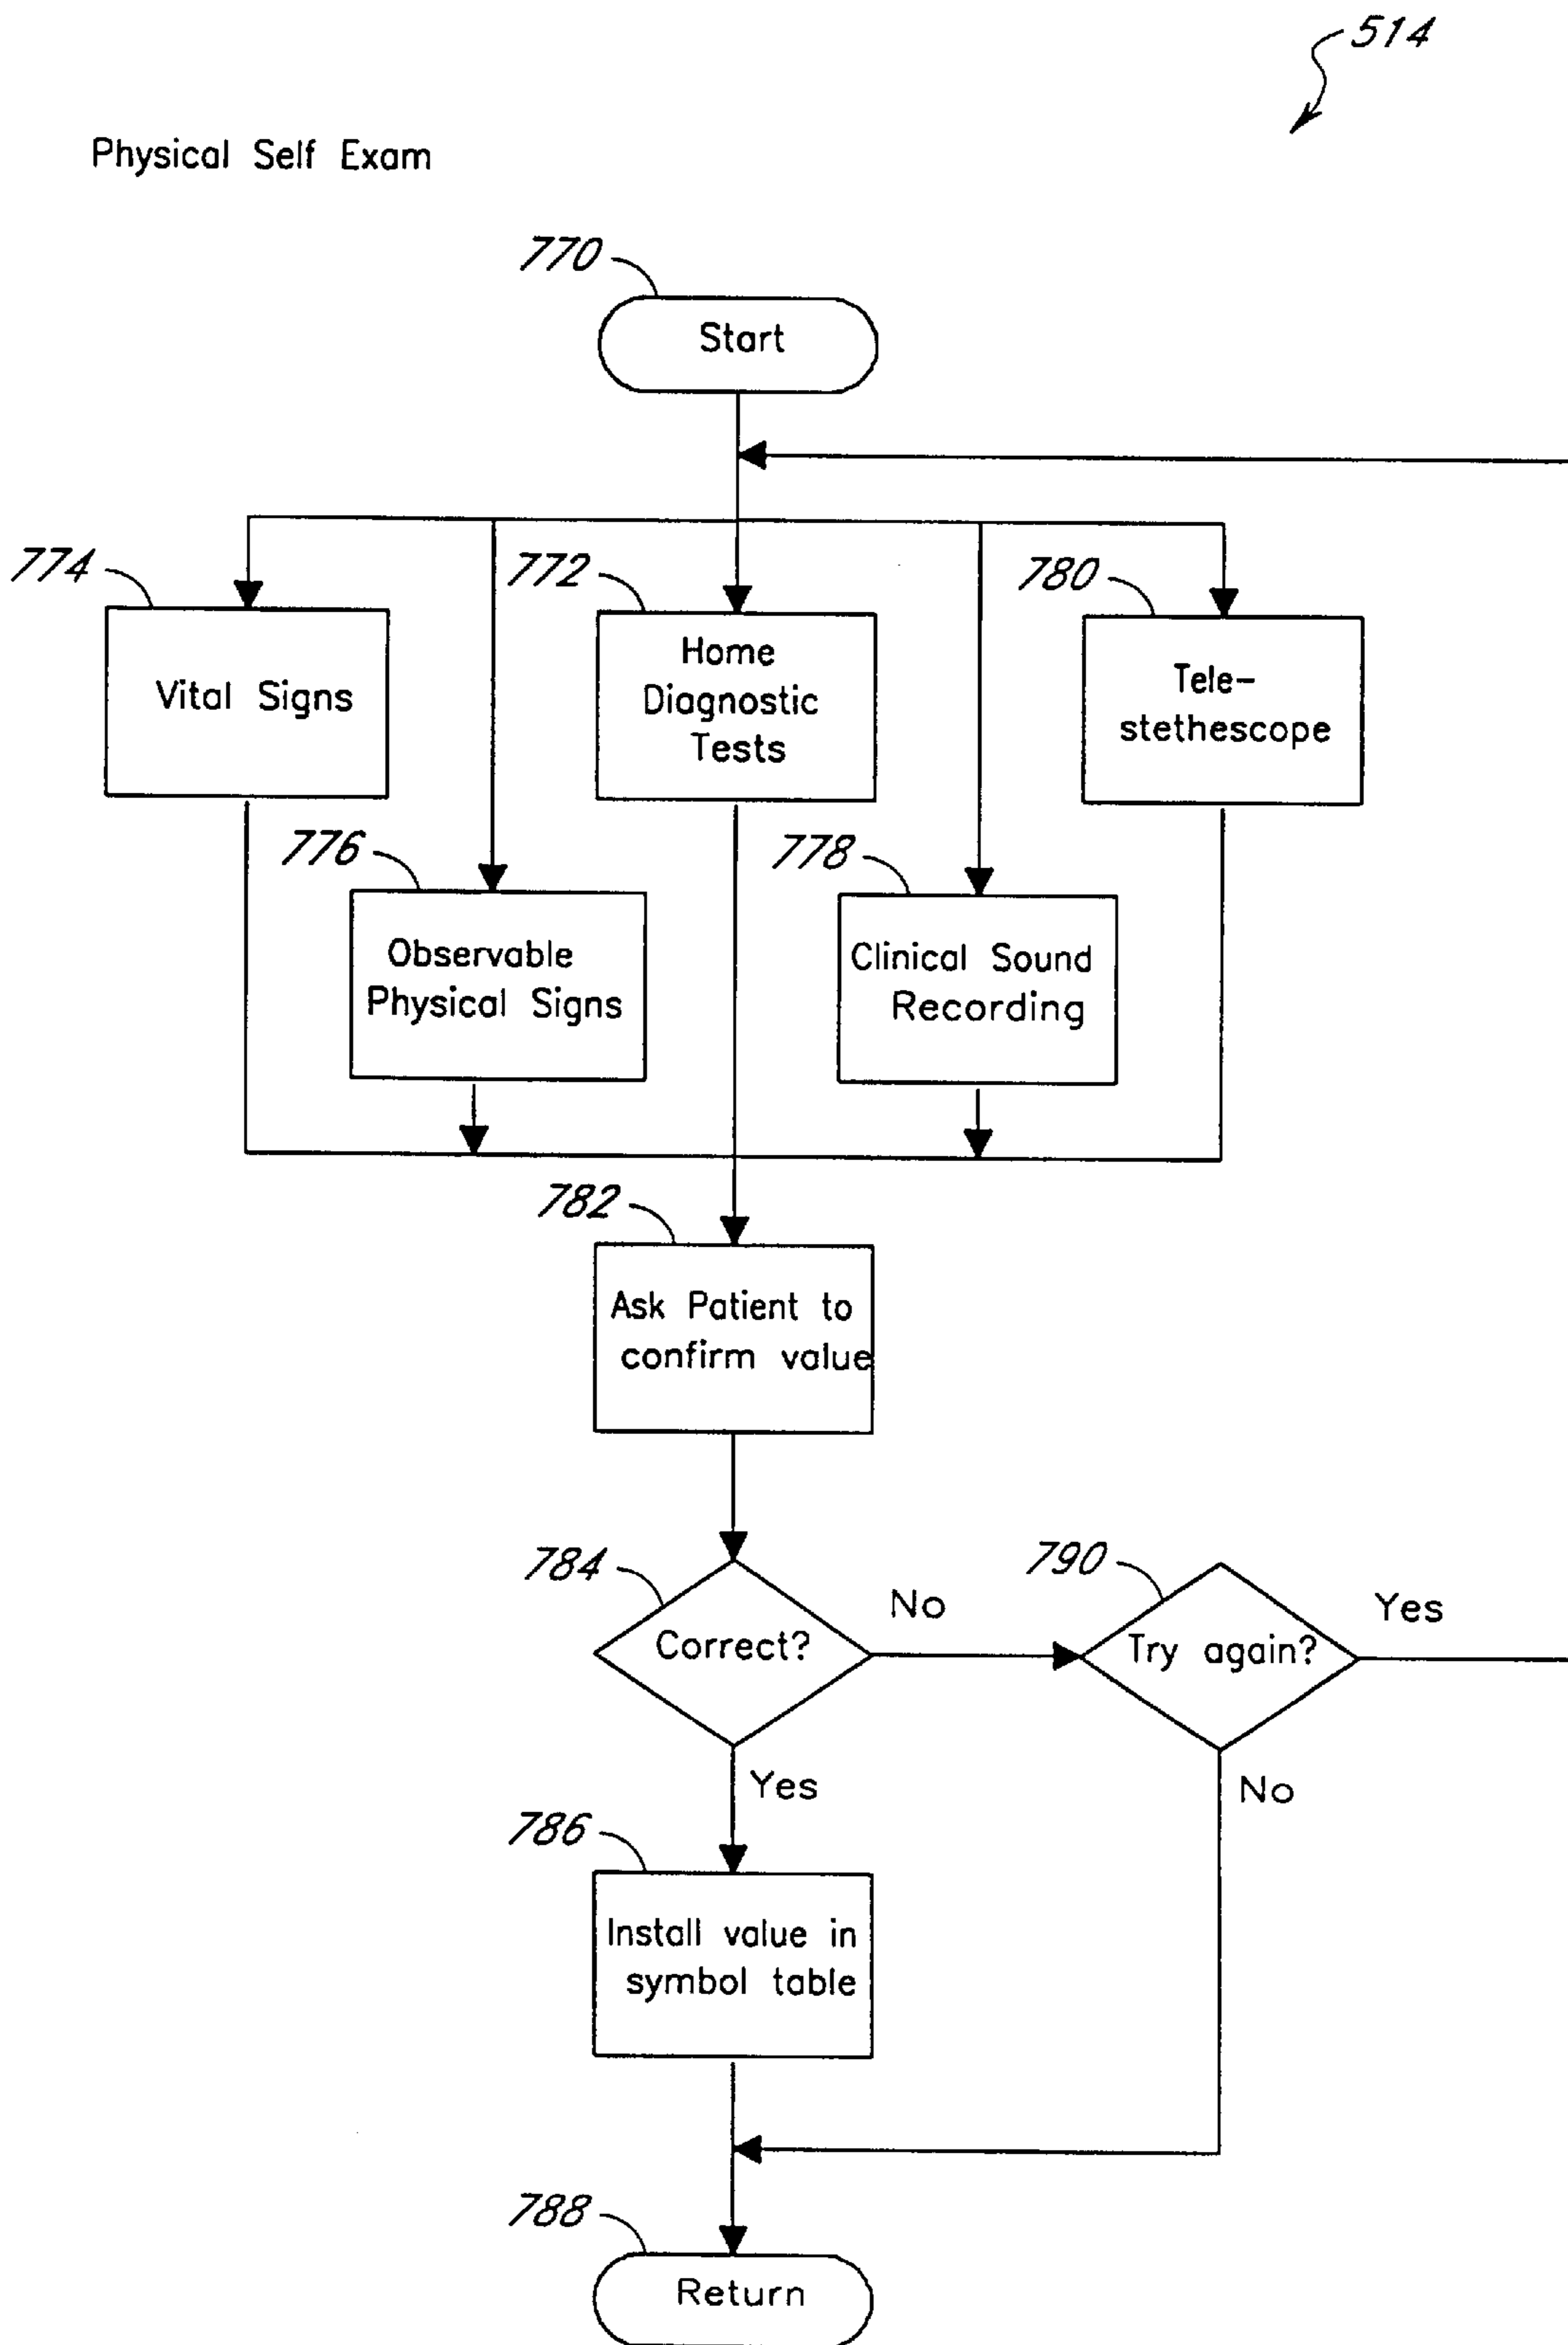 514
Physical Self Exam
770
Start
774
772
780
Vital Signs
Home
Diagnostic
Tests
Tele-
stethescope
776
778
Observable
Physical Signs
Clinical Sound
Recording
782
Ask Patient to
confirm value
784
790
No
Yes
Correct?
Try again?
Yes
No
786
Install value in
symbol table
788
Return